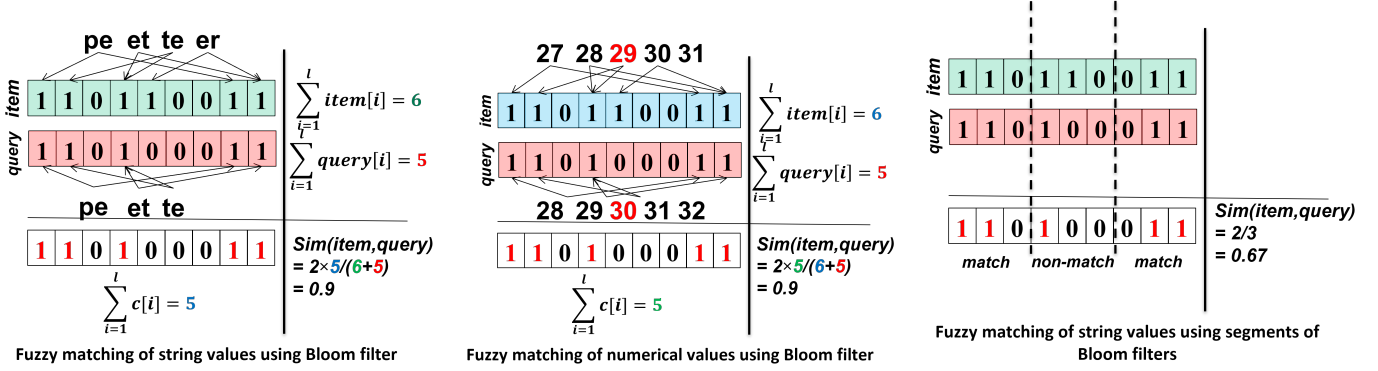 pe et te er
item
1 1 0 1 1 0 0 1 1
l
∑ item[i] = 6
i=1
query
1 1 0 1 0 0 0 1 1
l
∑ query[i] = 5
i=1
pe et te
1 1 0 1 0 0 0 1 1
l
∑ c[i] = 5
i=1
Sim(item,query)
= 2×5/(6+5)
= 0.9
Fuzzy matching of string values using Bloom filter
27 28 29 30 31
item
1 1 0 1 1 0 0 1 1
l
∑ item[i] = 6
i=1
query
1 1 0 1 0 0 0 1 1
l
∑ query[i] = 5
i=1
28 29 30 31 32
1 1 0 1 0 0 0 1 1
l
∑ c[i] = 5
i=1
Sim(item,query)
= 2×5/(6+5)
= 0.9
Fuzzy matching of numerical values using Bloom filter
item
1 1 0 1 1 0 0 1 1
query
1 1 0 1 0 0 0 1 1
1 1 0 1 0 0 0 1 1
match non-match match
Sim(item,query)
= 2/3
= 0.67
Fuzzy matching of string values using segments of
Bloom filters